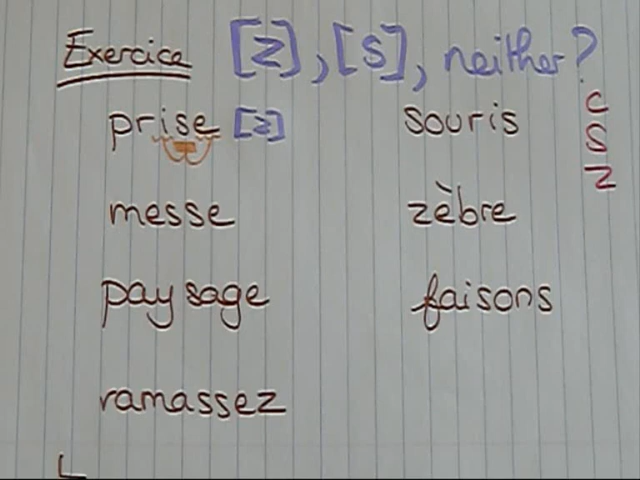 Exercice [z], [s], neither?
prise [z]
messe
paysage
ramassez
souris
zèbre
faisons
c
s
z